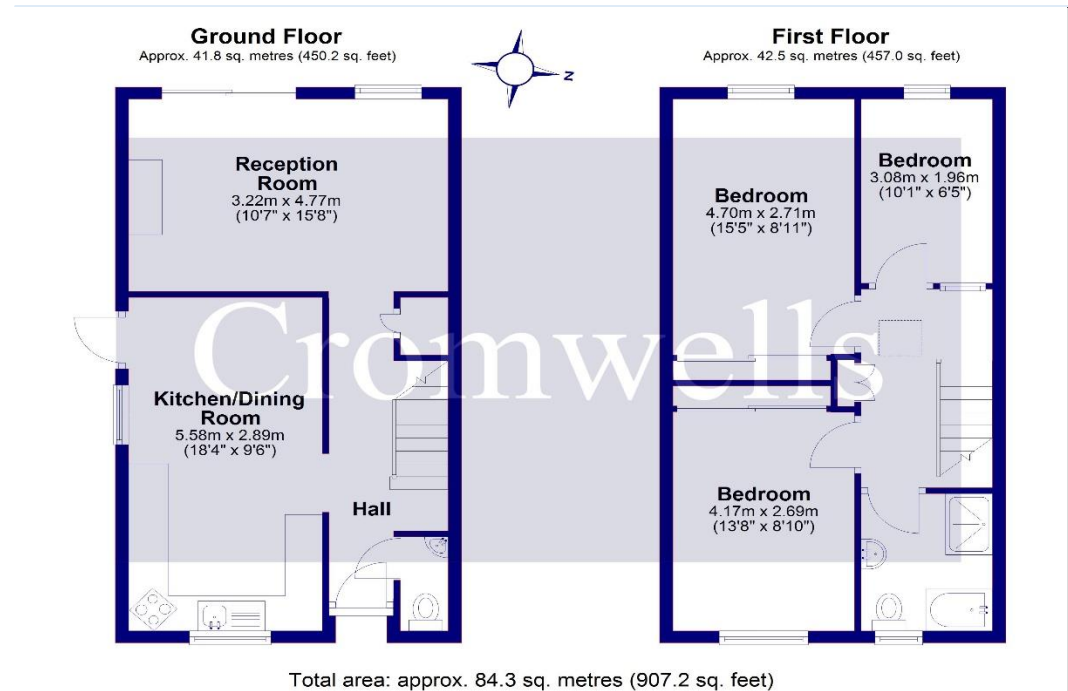 Ground Floor
Approx. 41.8 sq. metres (450.2 sq. feet)
First Floor
Approx. 42.5 sq. metres (457.0 sq. feet)
N
Reception
Room
3.22m x 4.77m
(10'7" x 15'8")
Kitchen/Dining
Room
5.58m x 2.89m
(18'4" x 9'6")
Hall
Bedroom
4.70m x 2.71m
(15'5" x 8'11")
Bedroom
3.08m x 1.96m
(10'1" x 6'5")
Bedroom
4.17m x 2.69m
(13'8" x 8'10")
Cromwells
Total area: approx. 84.3 sq. metres (907.2 sq. feet)